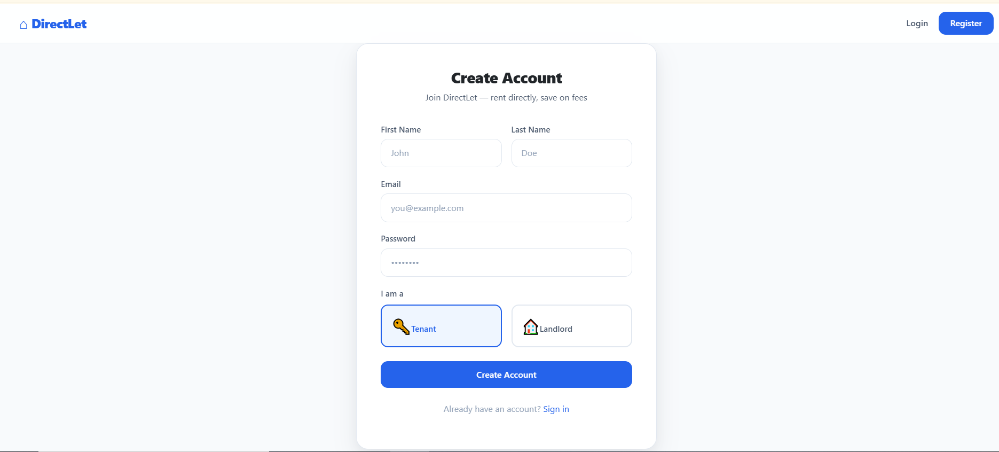 DirectLet
Login
Register
Create Account
Join DirectLet — rent directly, save on fees
First Name
Last Name
John
Doe
Email
you@example.com
Password
••••••••
I am a
Tenant
Landlord
Create Account
Already have an account? Sign in